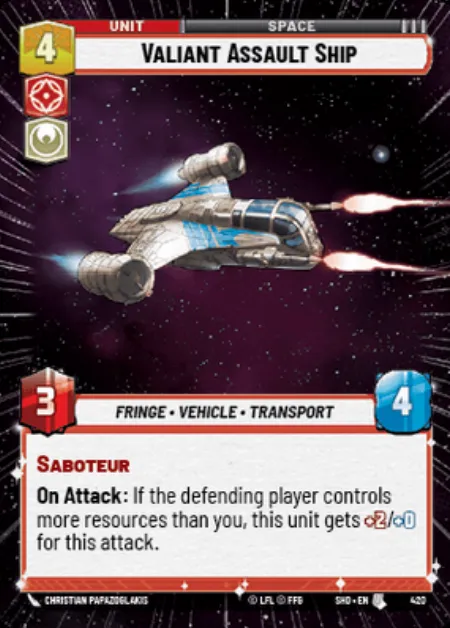 UNIT
SPACE
4
VALIANT ASSAULT SHIP
3
FRINGE • VEHICLE • TRANSPORT
4
SABOTEUR
On Attack: If the defending player controls
more resources than you, this unit gets +2/+0
for this attack.
CHRISTIAN PAPAZOGLAKIS
© LFL © FFG
SHD • EN
420